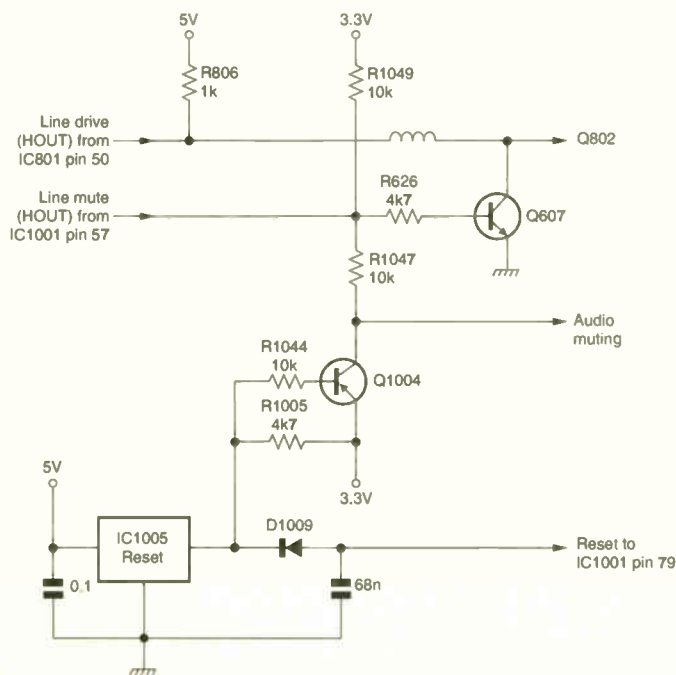 5V
3.3V
R806
1k
R1049
10k
Line drive
(HOUT) from
IC801 pin 50
Q802
R626
4k7
Line mute
(HOUT) from
IC1001 pin 57
Q607
R1047
10k
Audio
muting
R1044
10k
Q1004
R1005
4k7
5V
3.3V
IC1005
Reset
D1009
Reset to
IC1001 pin 79
0.1
68n